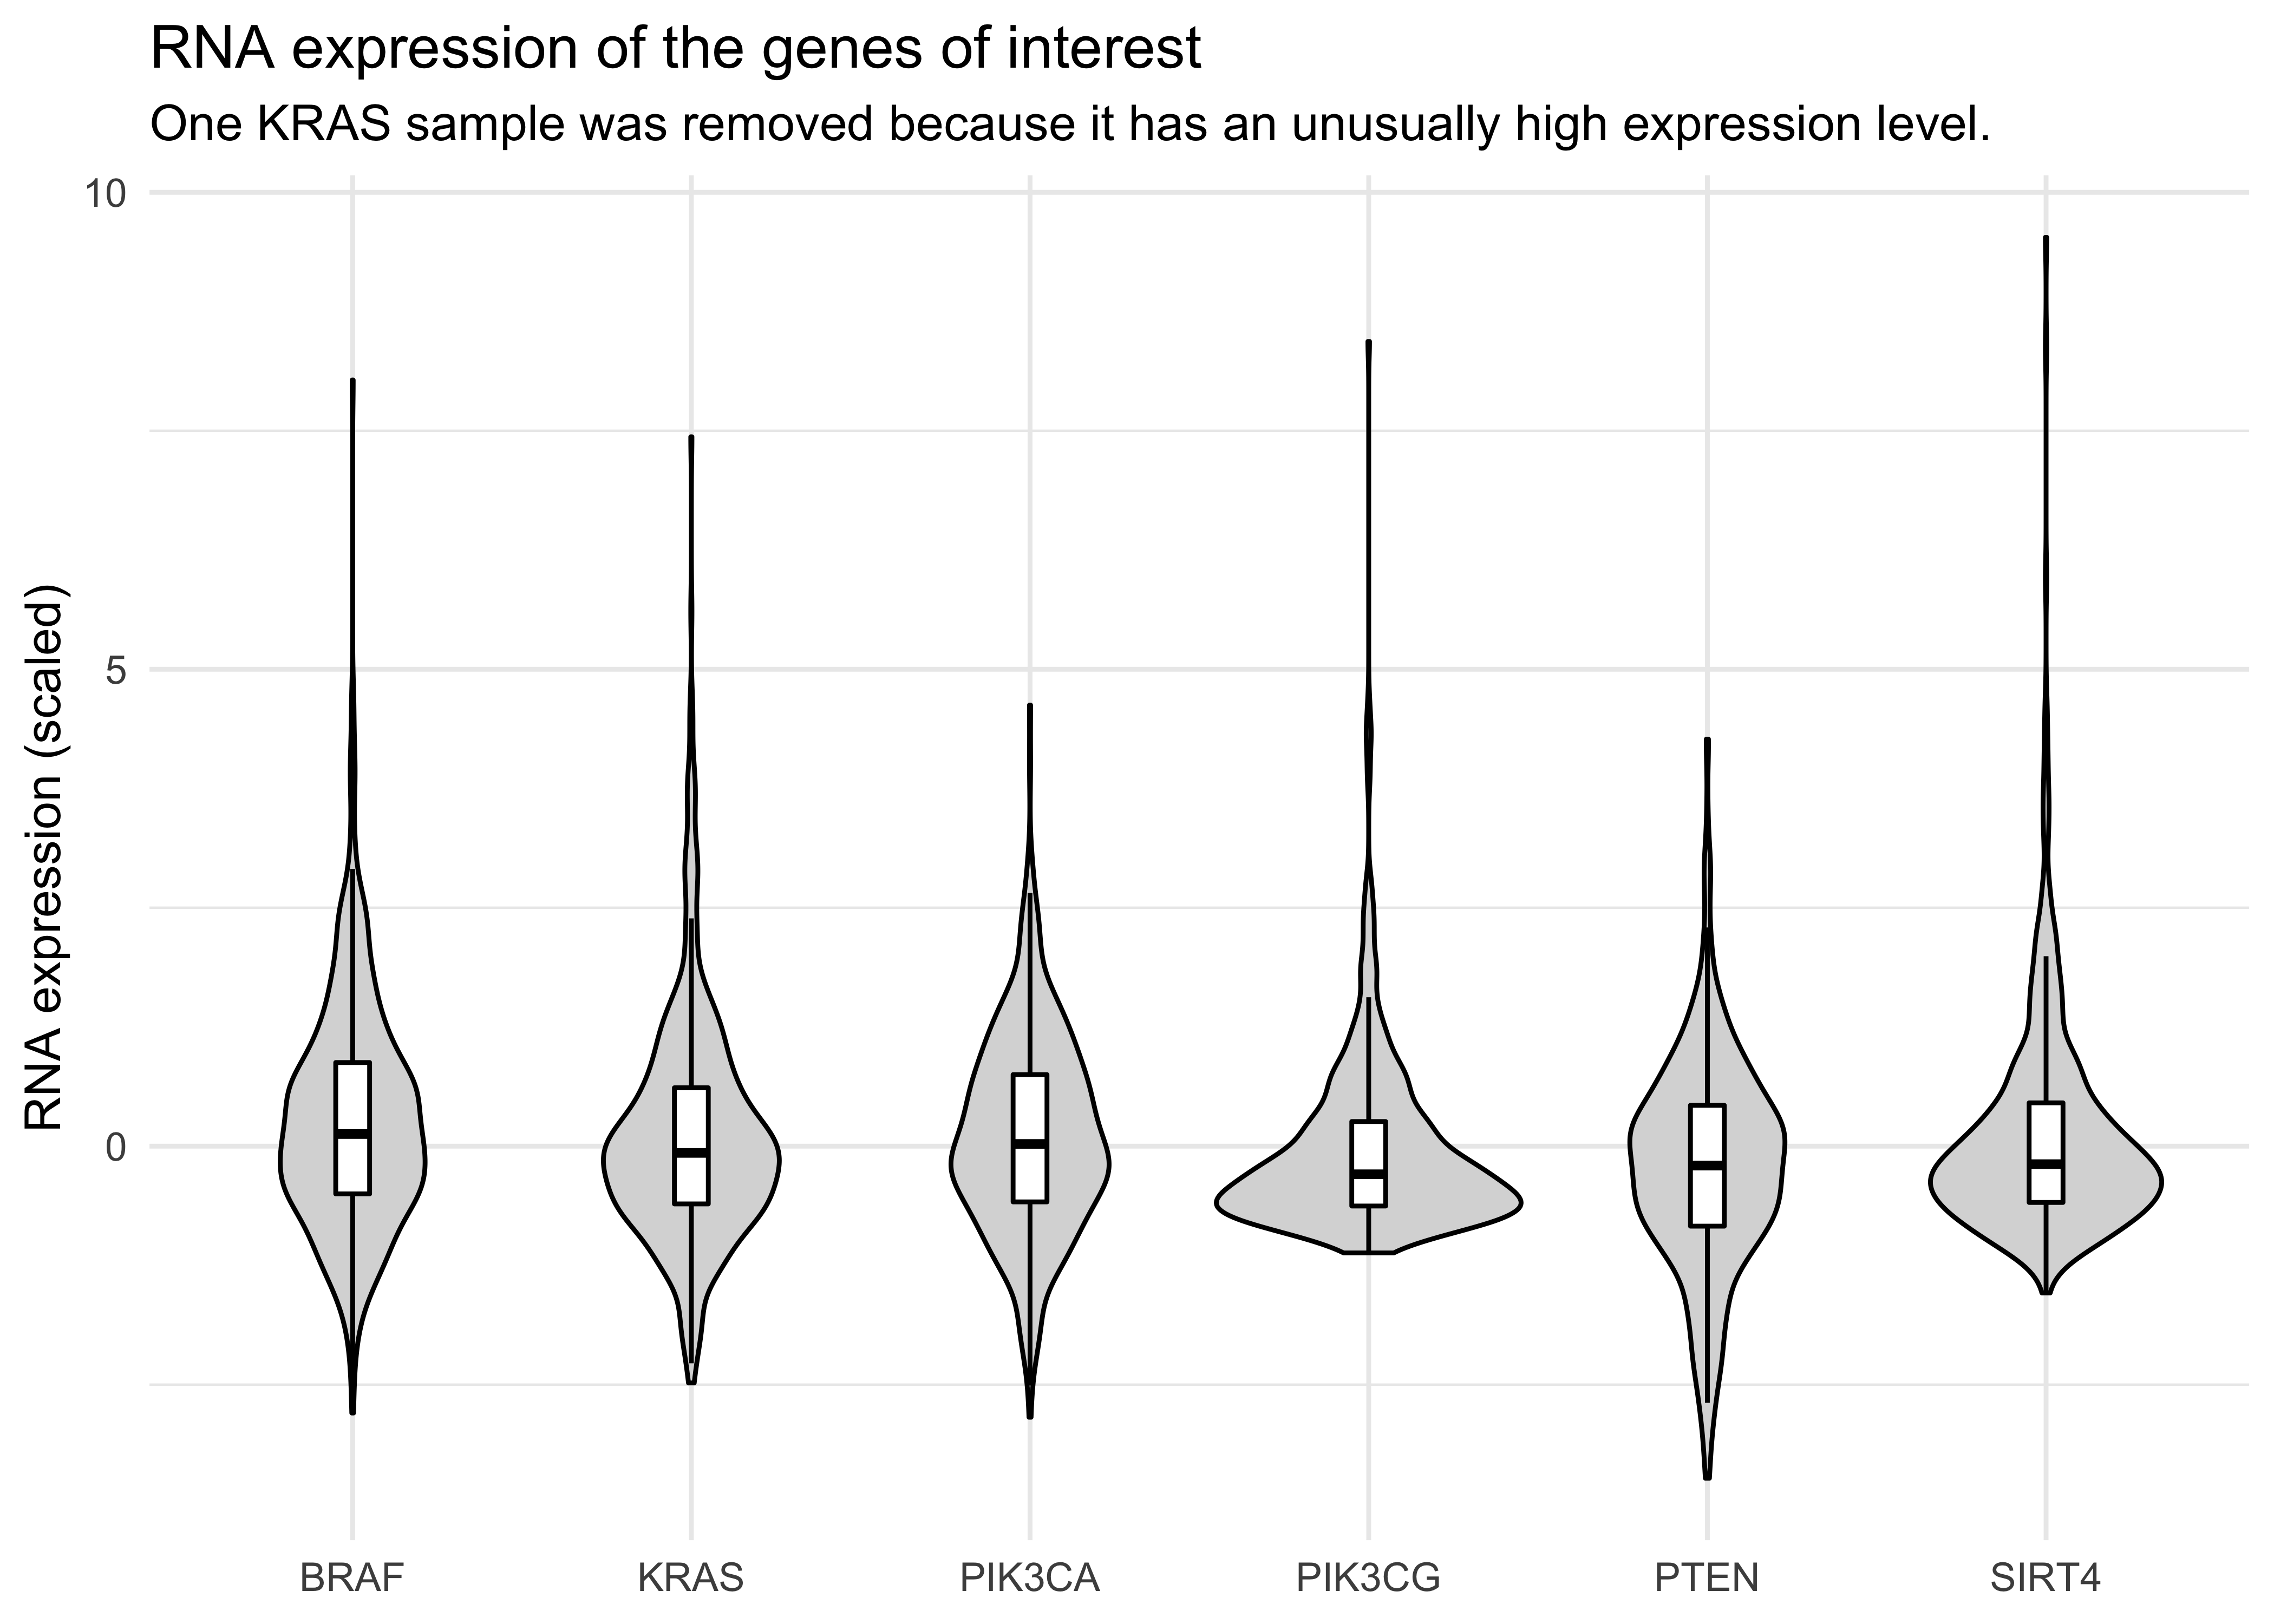 RNA expression of the genes of interest
One KRAS sample was removed because it has an unusually high expression level.
RNA expression (scaled)
10
5
0
BRAF KRAS PIK3CA PIK3CG PTEN SIRT4